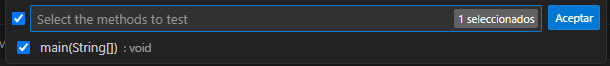 Select the methods to test 1 seleccionados Aceptar
main(String[]) : void